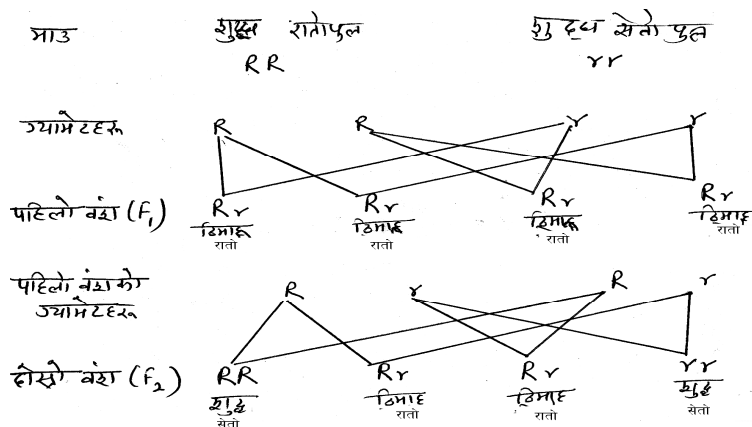 माउ शुद्ध रातोफुल शुद्ध सेतो फुल
RR rr
ग्यामेटहरू R R r r
पहिलो वंश (F₁) Rr Rr Rr Rr
ठिमाहा ठिमाहा ठिमाहा ठिमाहा
रातो रातो रातो रातो
पहिलो वंशको R r R r
ग्यामेटहरू
दोस्रो वंश (F₂) RR Rr Rr rr
शुद्ध ठिमाहा ठिमाहा शुद्ध
सेतो रातो रातो सेतो